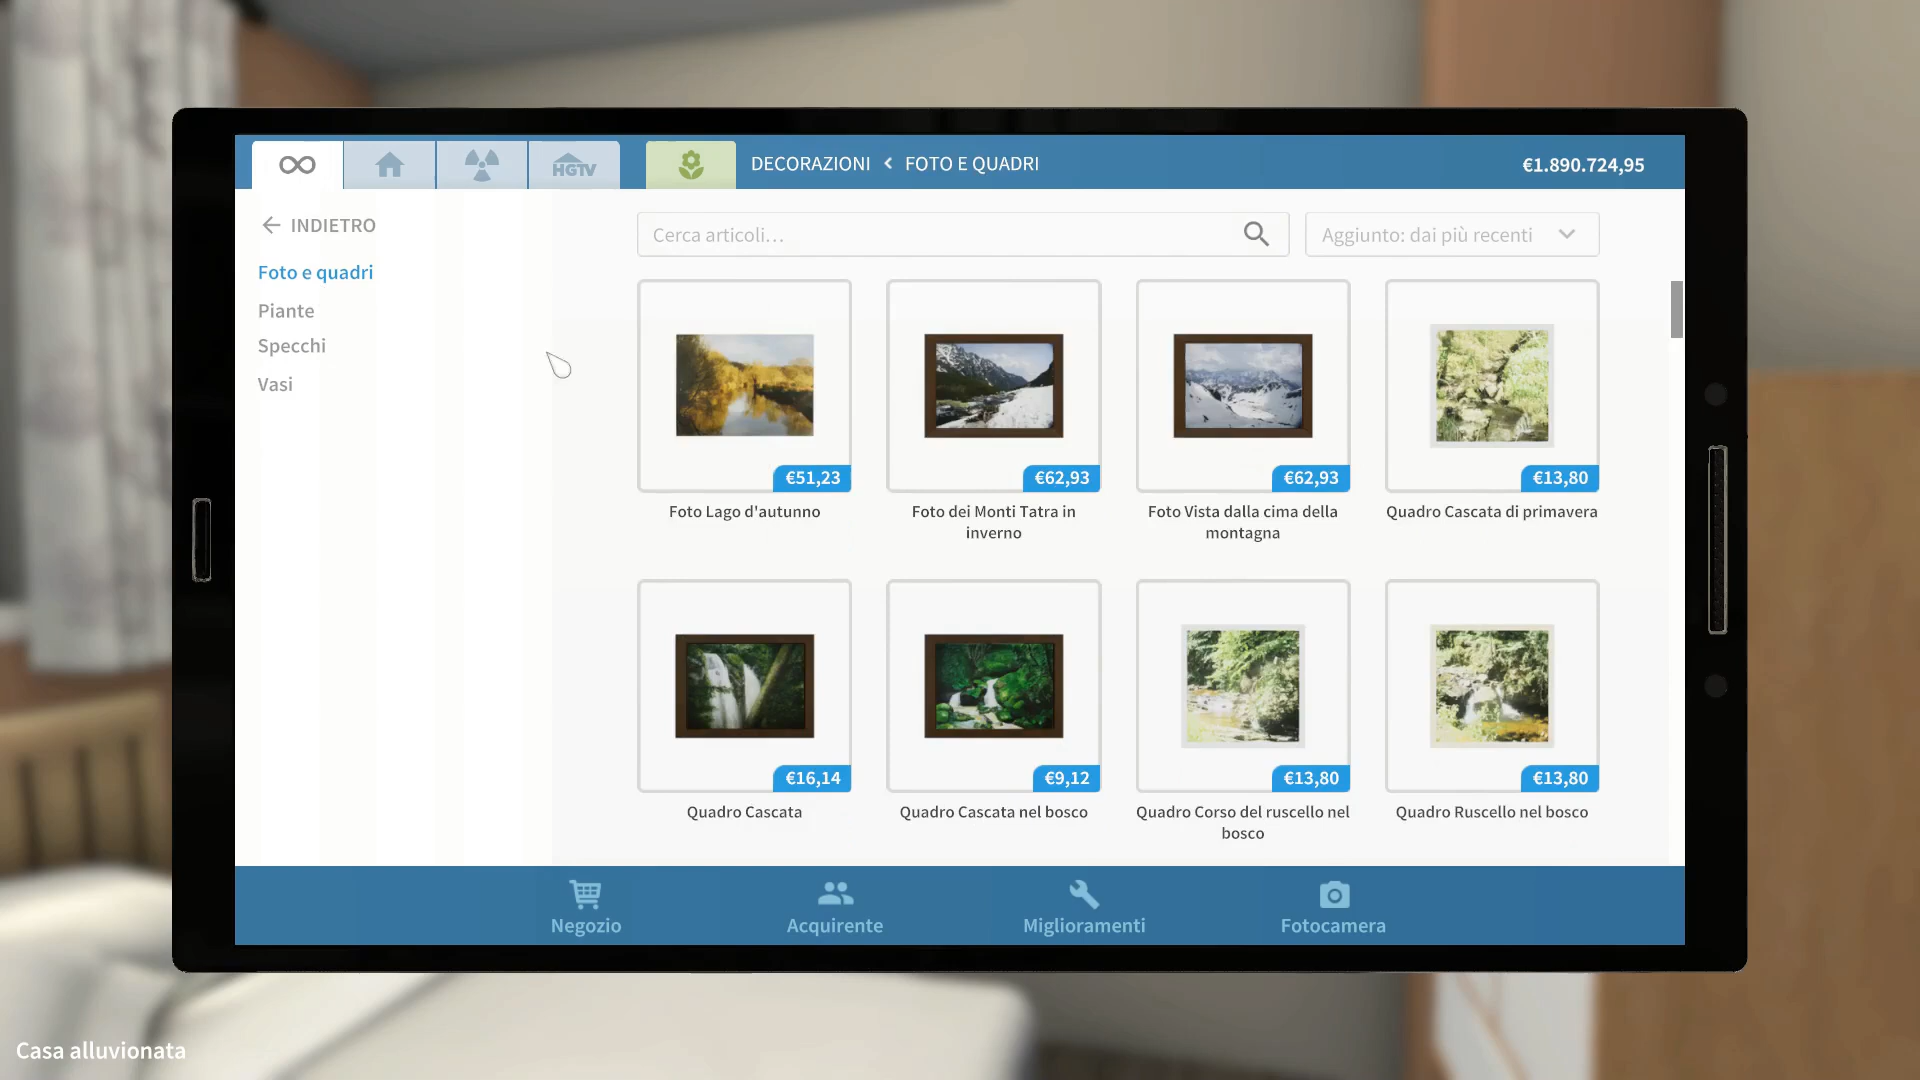 HGTV
DECORAZIONI < FOTO E QUADRI
€1.890.724,95
INDIETRO
Foto e quadri
Piante
Specchi
Vasi
Cerca articoli...
Aggiunto: dai più recenti
€51,23
€62,93
€62,93
€13,80
Foto Lago d'autunno
Foto dei Monti Tatra in
inverno
Foto Vista dalla cima della
montagna
Quadro Cascata di primavera
€16,14
€9,12
€13,80
€13,80
Quadro Cascata
Quadro Cascata nel bosco
Quadro Corso del ruscello nel
bosco
Quadro Ruscello nel bosco
Negozio
Acquirente
Miglioramenti
Fotocamera
Casa alluvionata